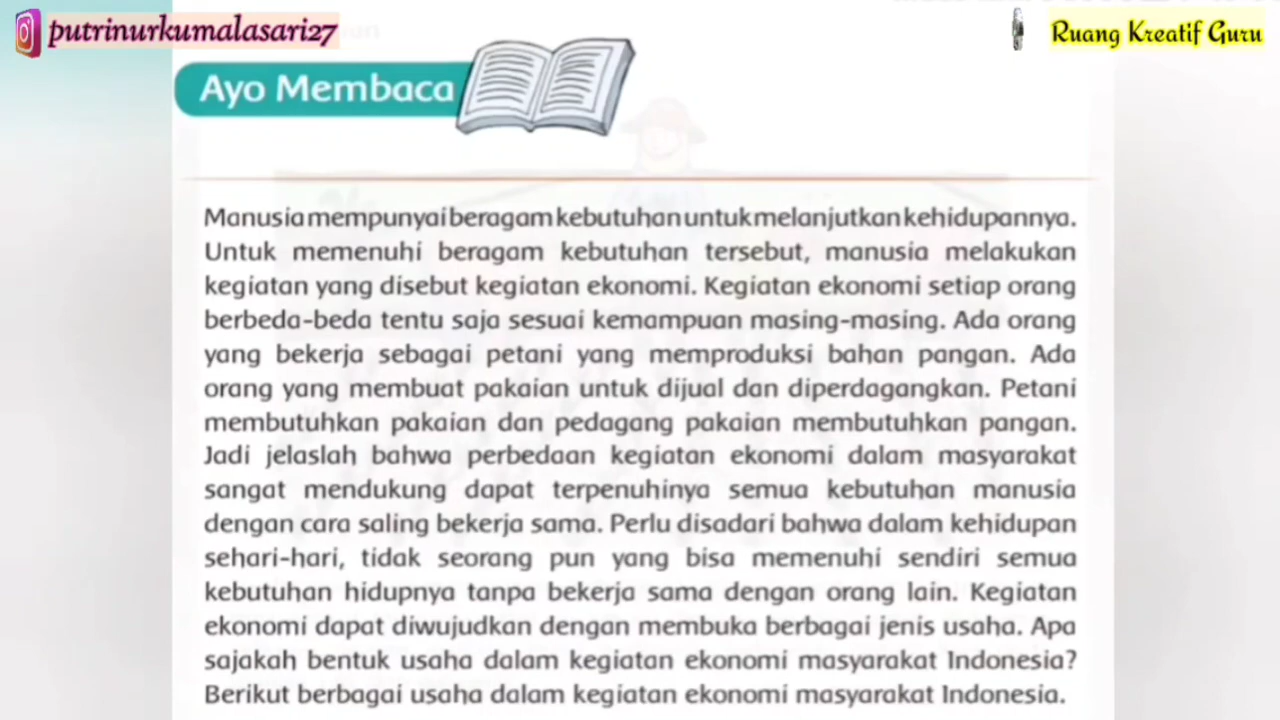 putrinurkumalasari27
Ruang Kreatif Guru
Ayo Membaca
Manusia mempunyai beragam kebutuhan untuk melanjutkan kehidupannya.
Untuk memenuhi beragam kebutuhan tersebut, manusia melakukan
kegiatan yang disebut kegiatan ekonomi. Kegiatan ekonomi setiap orang
berbeda-beda tentu saja sesuai kemampuan masing-masing. Ada orang
yang bekerja sebagai petani yang memproduksi bahan pangan. Ada
orang yang membuat pakaian untuk dijual dan diperdagangkan. Petani
membutuhkan pakaian dan pedagang pakaian membutuhkan pangan.
Jadi jelaslah bahwa perbedaan kegiatan ekonomi dalam masyarakat
sangat mendukung dapat terpenuhinya semua kebutuhan manusia
dengan cara saling bekerja sama. Perlu disadari bahwa dalam kehidupan
sehari-hari, tidak seorang pun yang bisa memenuhi sendiri semua
kebutuhan hidupnya tanpa bekerja sama dengan orang lain. Kegiatan
ekonomi dapat diwujudkan dengan membuka berbagai jenis usaha. Apa
sajakah bentuk usaha dalam kegiatan ekonomi masyarakat Indonesia?
Berikut berbagai usaha dalam kegiatan ekonomi masyarakat Indonesia.